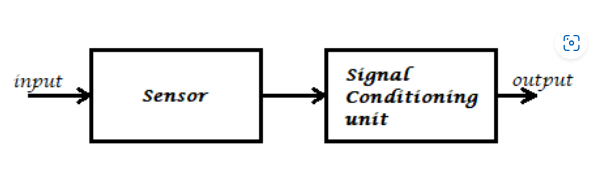 input
Sensor
Signal
Conditioning
unit
output